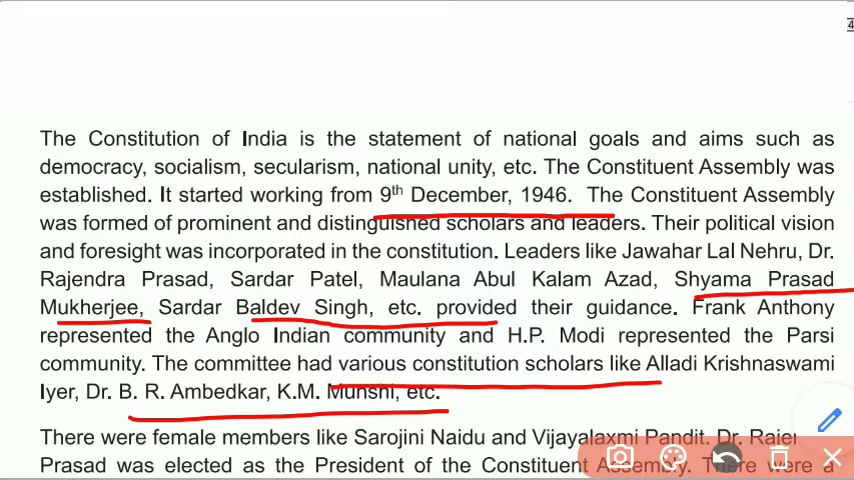 4
The Constitution of India is the statement of national goals and aims such as
democracy, socialism, secularism, national unity, etc. The Constituent Assembly was
established. It started working from 9th December, 1946. The Constituent Assembly
was formed of prominent and distinguished scholars and leaders. Their political vision
and foresight was incorporated in the constitution. Leaders like Jawahar Lal Nehru, Dr.
Rajendra Prasad, Sardar Patel, Maulana Abul Kalam Azad, Shyama Prasad
Mukherjee, Sardar Baldev Singh, etc. provided their guidance. Frank Anthony
represented the Anglo Indian community and H.P. Modi represented the Parsi
community. The committee had various constitution scholars like Alladi Krishnaswami
Iyer, Dr. B. R. Ambedkar, K.M. Munshi, etc.
There were female members like Sarojini Naidu and Vijayalaxmi Pandit. Dr.
Prasad was elected as the President of the Constituent Assembly. There were a